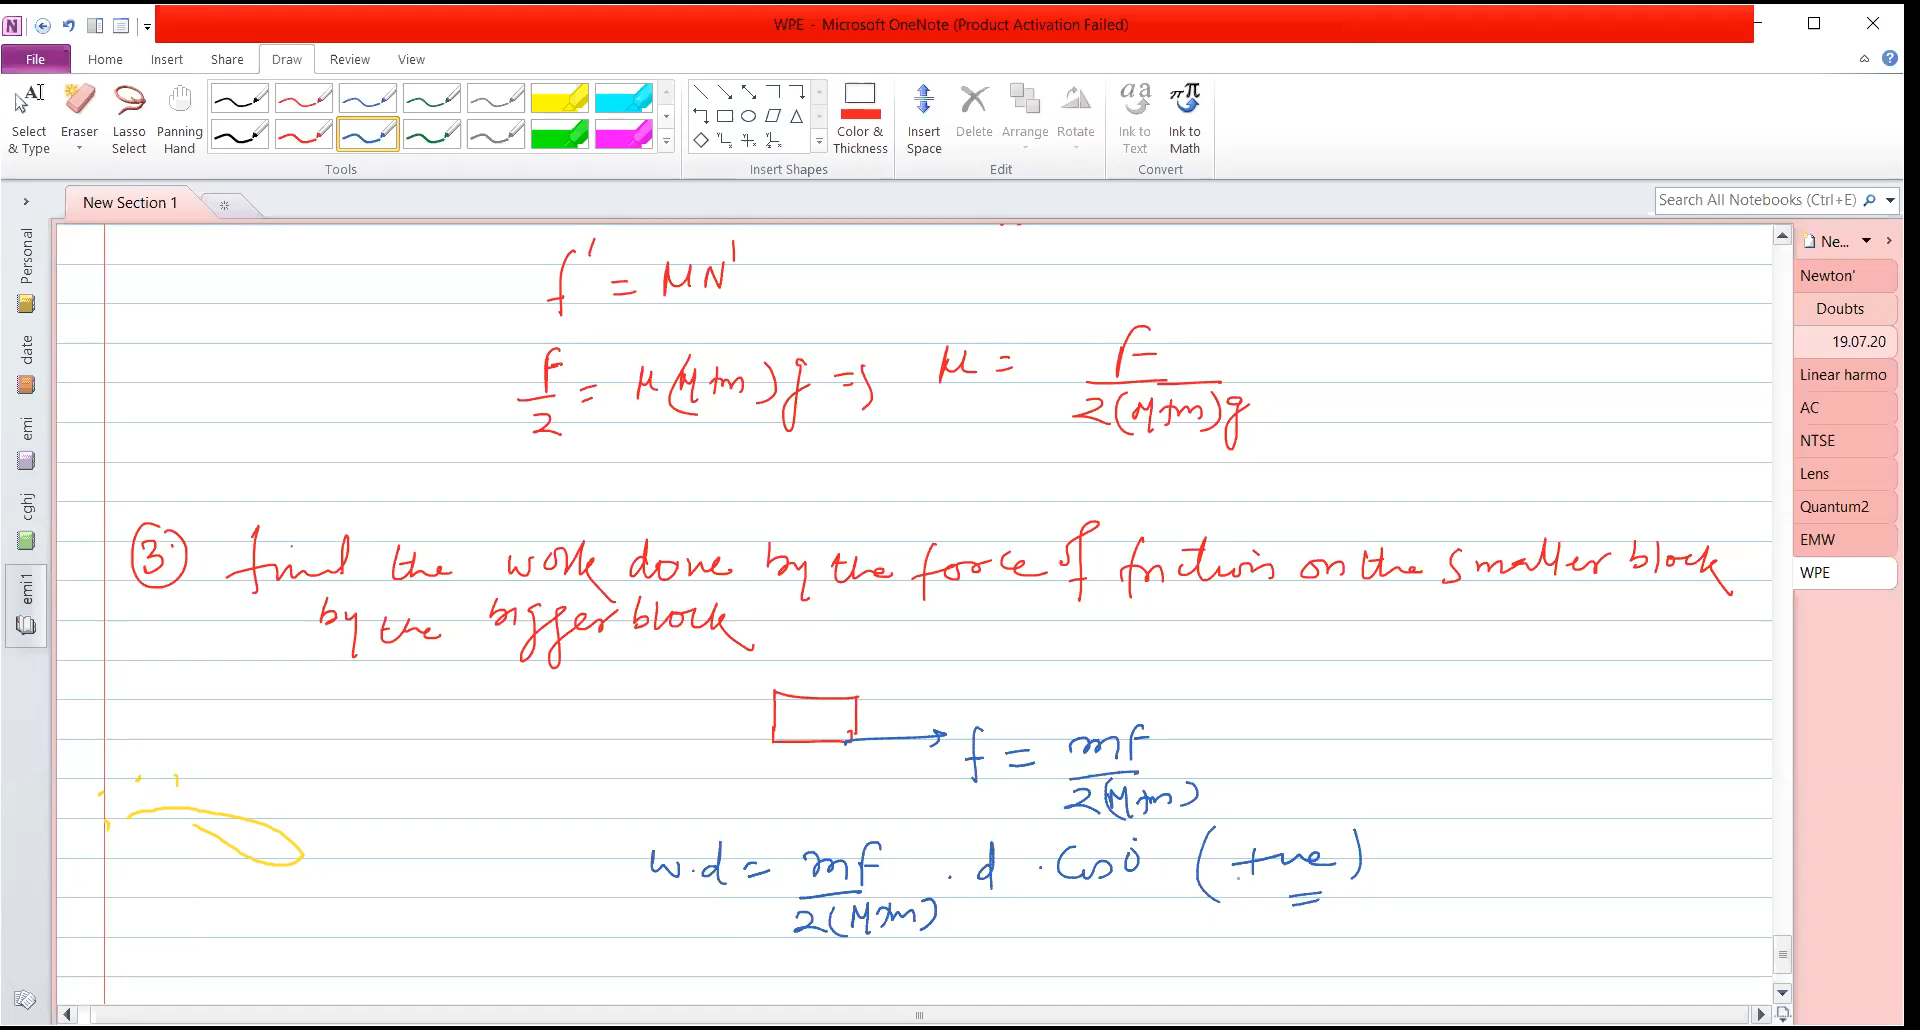 WPE - Microsoft OneNote (Product Activation Failed)
File Home Insert Share Draw Review View
Select & Type
Eraser
Lasso Select
Panning Hand
Color & Thickness
Insert Space
Delete
Arrange
Rotate
Ink to Text
Ink to Math
Tools
Insert Shapes
Edit
Convert
New Section 1
Search All Notebooks (Ctrl+E)
Personal
date
emi
cghj
emi1
Ne...
Newton'
Doubts
19.07.20
Linear harmo
AC
NTSE
Lens
Quantum2
EMW
WPE
f' = μN'
F/2 = μ(M+m)g => μ = F/2(M+m)g
③ find the work done by the force of friction on the smaller block
by the bigger block
f = mF/2(M+m)
w.d = mF/2(M+m) . d . Cos0 (+ve)